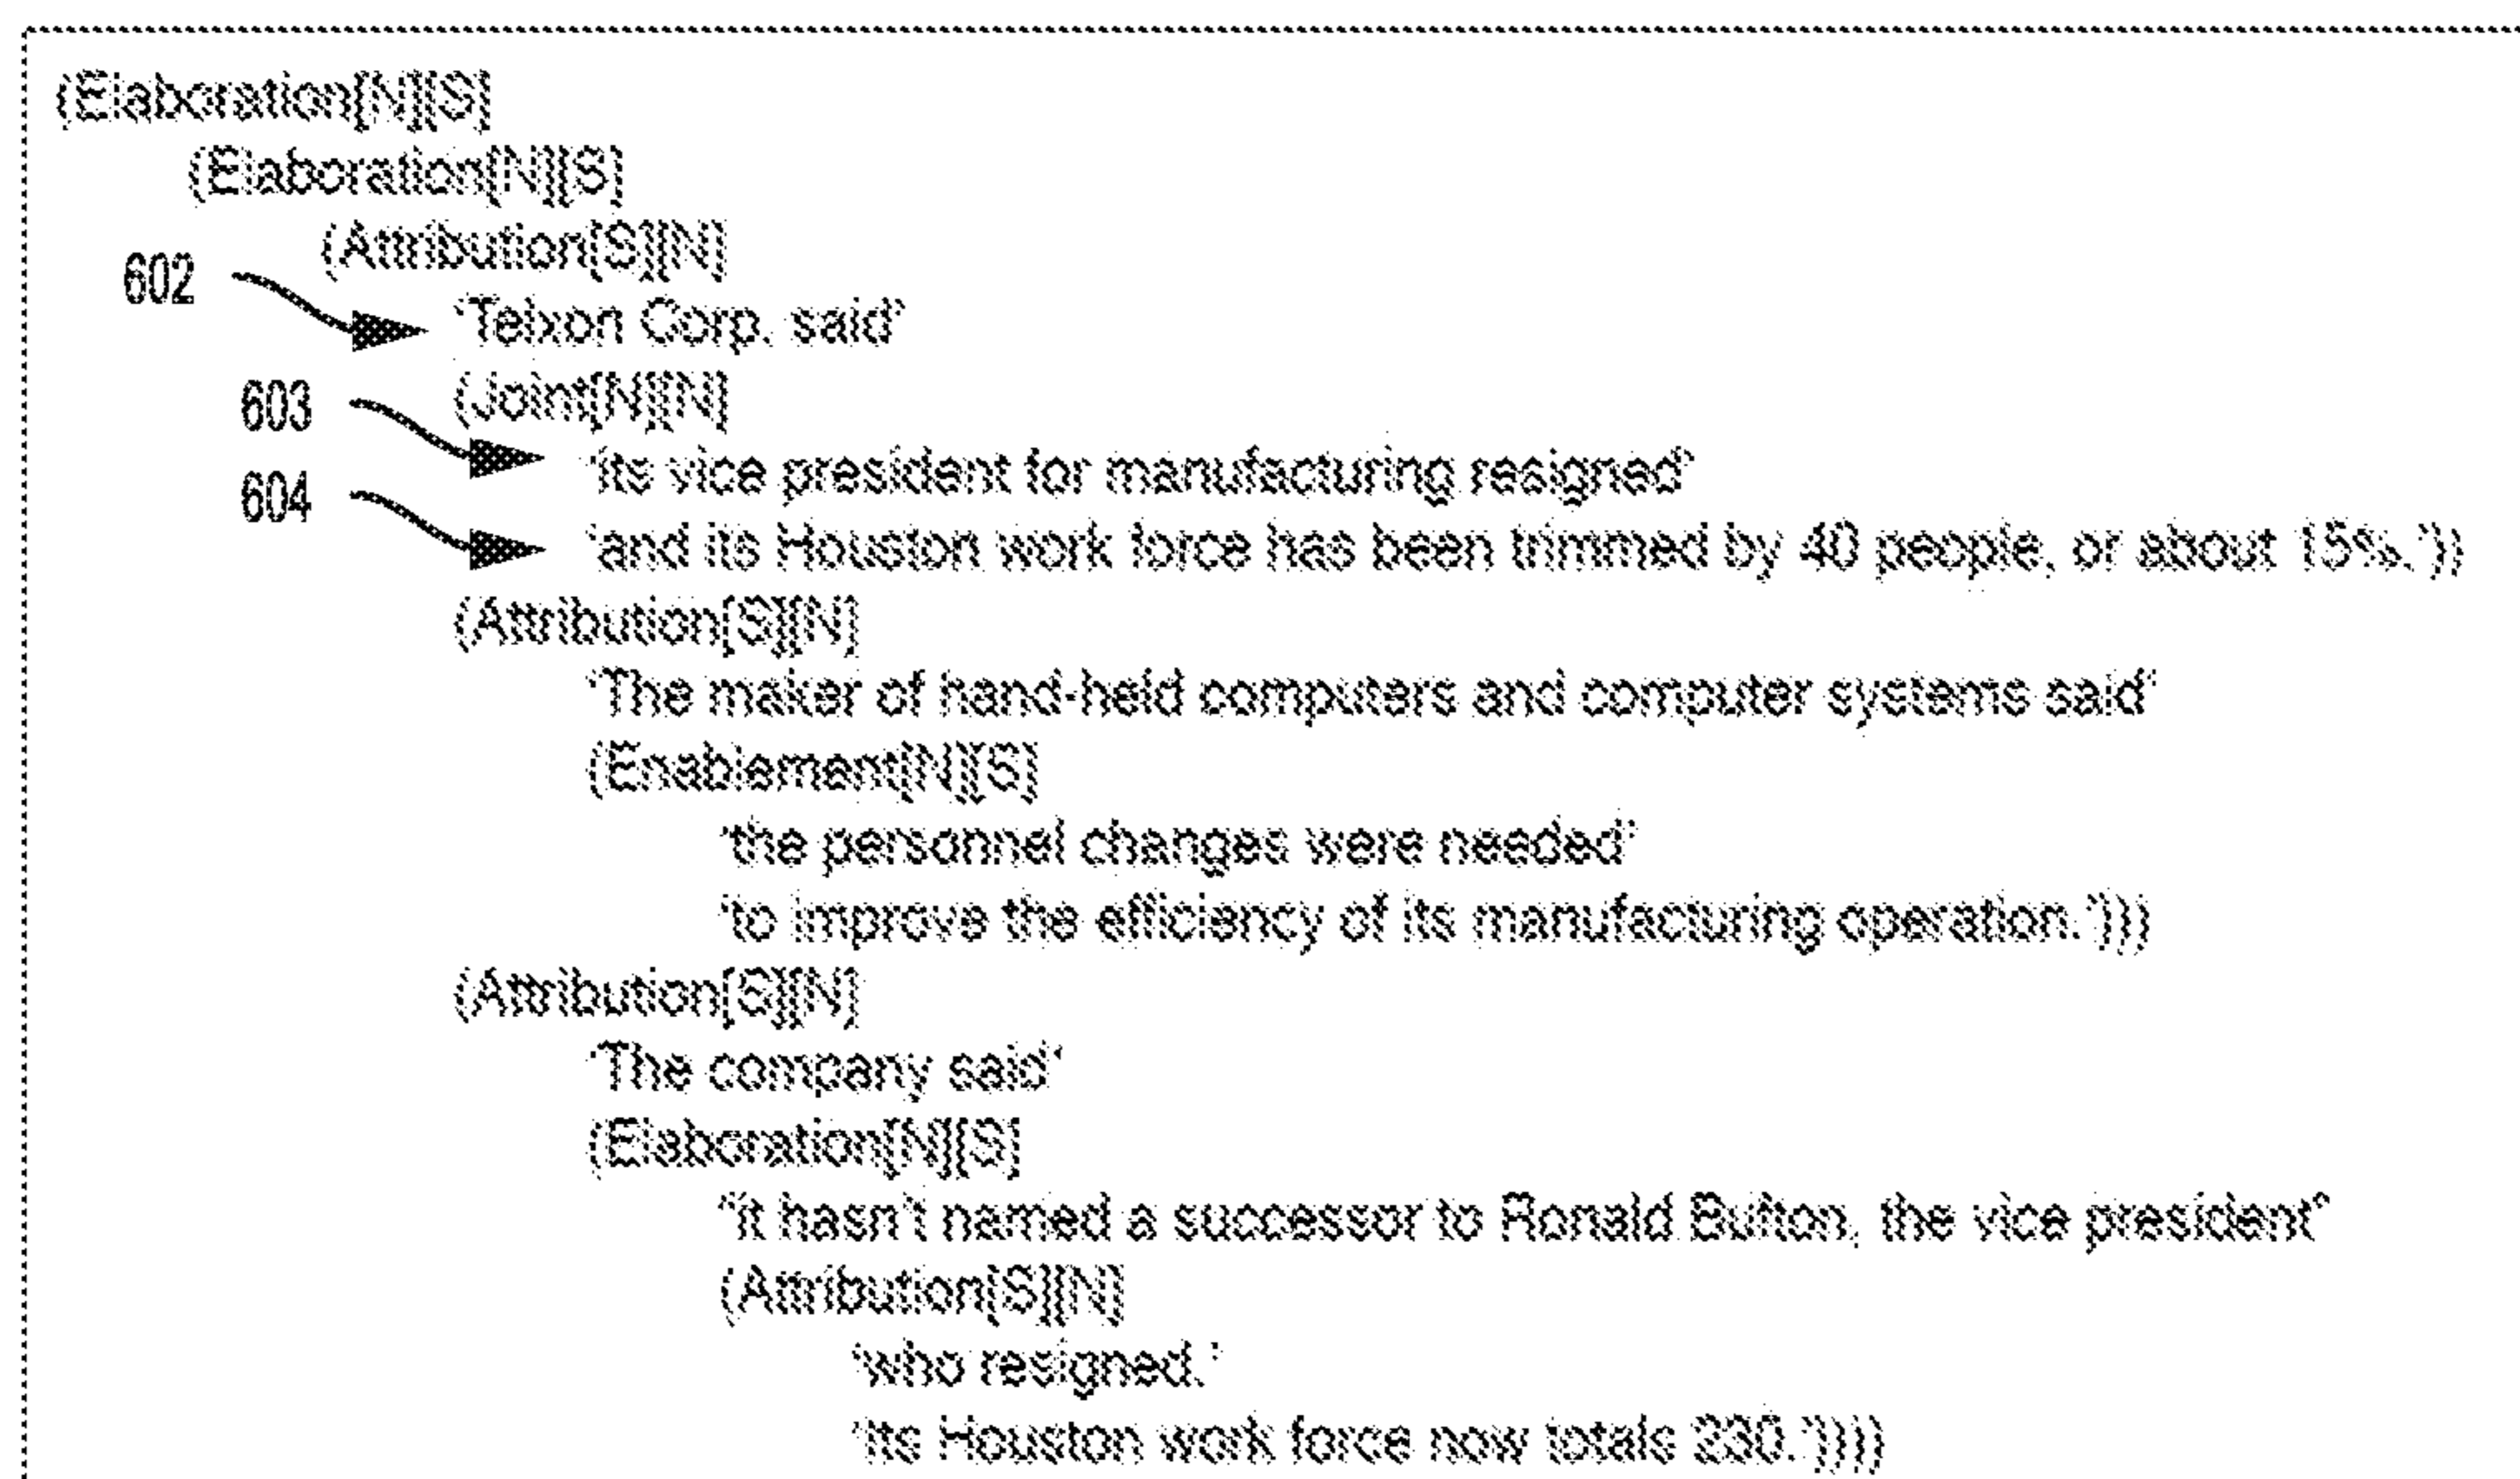 (Elaboration[N][S]
(Elaboration[N][S]
(Attribution[S][N]
602
'Telxon Corp. said'
(Joint[N][N]
603
'its vice president for manufacturing resigned'
604
'and its Houston work force has been trimmed by 40 people, or about 15%.'))
(Attribution[S][N]
'The maker of hand-held computers and computer systems said'
(Enablement[N][S]
'the personnel changes were needed'
'to improve the efficiency of its manufacturing operation.')))
(Attribution[S][N]
'The company said'
(Elaboration[N][S]
"it hasn't named a successor to Ronald Bufton, the vice president"
(Attribution[S][N]
'who resigned.'
'Its Houston work force now totals 230.'))))